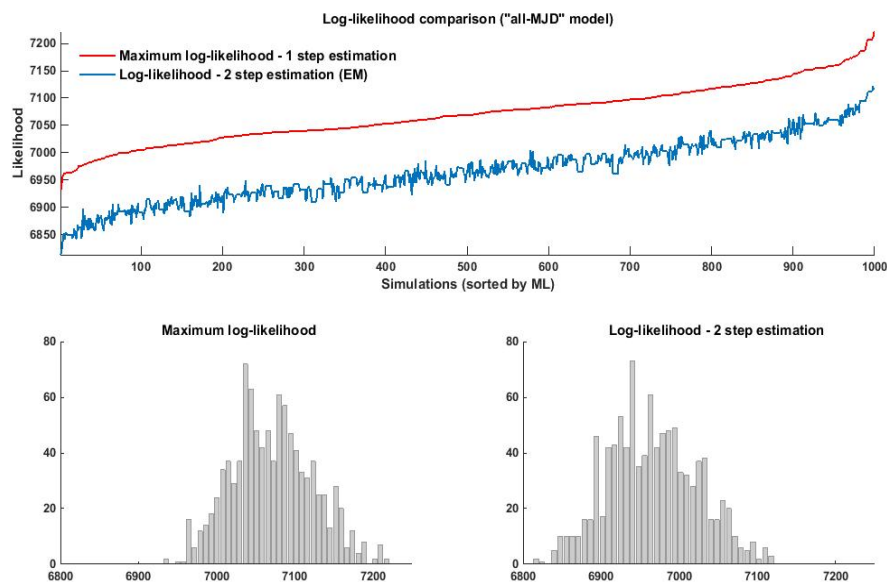 Log-likelihood comparison ("all-MJD" model)
7200
7150
7100
7050
7000
6950
6900
6850
Likelihood
Maximum log-likelihood - 1 step estimation
Log-likelihood - 2 step estimation (EM)
100 200 300 400 500 600 700 800 900 1000
Simulations (sorted by ML)
Maximum log-likelihood
80
60
40
20
0
6800 6900 7000 7100 7200
Log-likelihood - 2 step estimation
80
60
40
20
0
6800 6900 7000 7100 7200